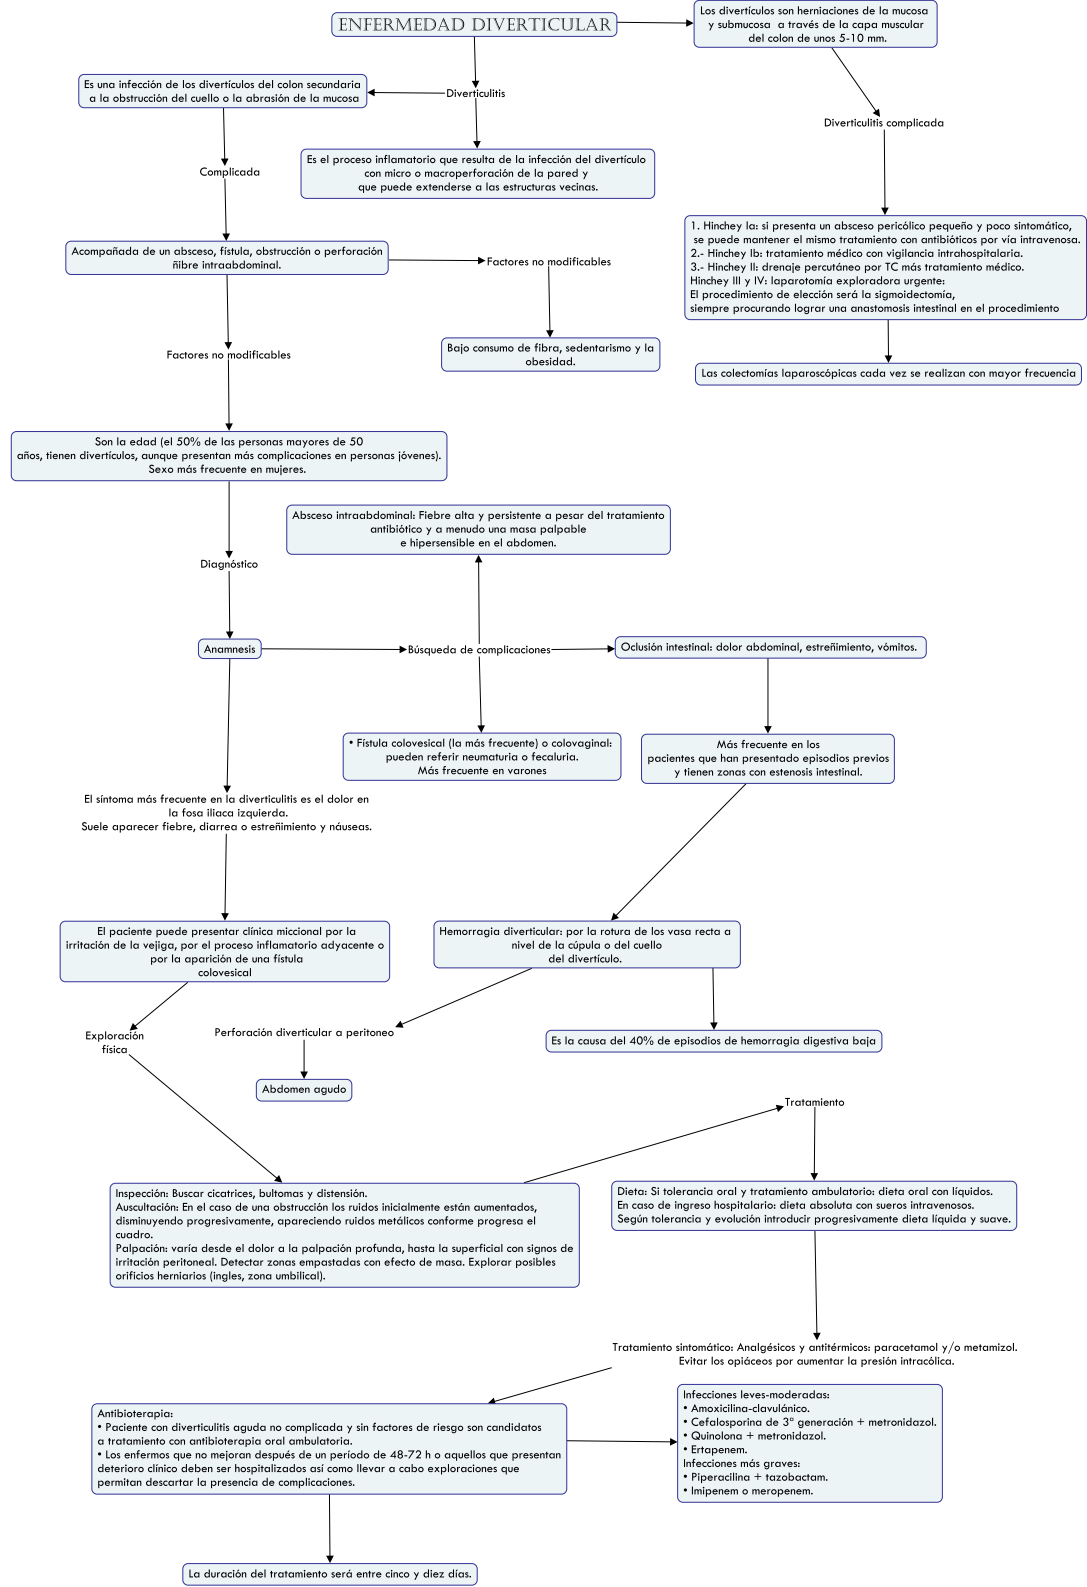 ENFERMEDAD DIVERTICULAR
Los divertículos son herniaciones de la mucosa
y submucosa a través de la capa muscular
del colon de unos 5-10 mm.
Es una infección de los divertículos del colon secundaria
a la obstrucción del cuello o la abrasión de la mucosa
Diverticulitis
Diverticulitis complicada
Es el proceso inflamatorio que resulta de la infección del divertículo
con micro o macroperforación de la pared y
que puede extenderse a las estructuras vecinas.
Complicada
1. Hinchey Ia: si presenta un absceso pericólico pequeño y poco sintomático,
se puede mantener el mismo tratamiento con antibióticos por vía intravenosa.
2.- Hinchey Ib: tratamiento médico con vigilancia intrahospitalaria.
3.- Hinchey II: drenaje percutáneo por TC más tratamiento médico.
Hinchey III y IV: laparotomía exploradora urgente:
El procedimiento de elección será la sigmoidectomía,
siempre procurando lograr una anastomosis intestinal en el procedimiento
Acompañada de un absceso, fístula, obstrucción o perforación
ñibre intraabdominal.
Factores no modificables
Bajo consumo de fibra, sedentarismo y la
obesidad.
Factores no modificables
Las colectomías laparoscópicas cada vez se realizan con mayor frecuencia
Son la edad (el 50% de las personas mayores de 50
años, tienen divertículos, aunque presentan más complicaciones en personas jóvenes).
Sexo más frecuente en mujeres.
Absceso intraabdominal: Fiebre alta y persistente a pesar del tratamiento
antibiótico y a menudo una masa palpable
e hipersensible en el abdomen.
Diagnóstico
Anamnesis
Búsqueda de complicaciones
Oclusión intestinal: dolor abdominal, estreñimiento, vómitos.
• Fístula colovesical (la más frecuente) o colovaginal:
pueden referir neumaturia o fecaluria.
Más frecuente en varones
Más frecuente en los
pacientes que han presentado episodios previos
y tienen zonas con estenosis intestinal.
El síntoma más frecuente en la diverticulitis es el dolor en
la fosa iliaca izquierda.
Suele aparecer fiebre, diarrea o estreñimiento y náuseas.
El paciente puede presentar clínica miccional por la
irritación de la vejiga, por el proceso inflamatorio adyacente o
por la aparición de una fístula
colovesical
Hemorragia diverticular: por la rotura de los vasa recta a
nivel de la cúpula o del cuello
del divertículo.
Exploración
física
Perforación diverticular a peritoneo
Es la causa del 40% de episodios de hemorragia digestiva baja
Abdomen agudo
Tratamiento
Inspección: Buscar cicatrices, bultomas y distensión.
Auscultación: En el caso de una obstrucción los ruidos inicialmente están aumentados,
disminuyendo progresivamente, apareciendo ruidos metálicos conforme progresa el
cuadro.
Palpación: varía desde el dolor a la palpación profunda, hasta la superficial con signos de
irritación peritoneal. Detectar zonas empastadas con efecto de masa. Explorar posibles
orificios herniarios (ingles, zona umbilical).
Dieta: Si tolerancia oral y tratamiento ambulatorio: dieta oral con líquidos.
En caso de ingreso hospitalario: dieta absoluta con sueros intravenosos.
Según tolerancia y evolución introducir progresivamente dieta líquida y suave.
Tratamiento sintomático: Analgésicos y antitérmicos: paracetamol y/o metamizol.
Evitar los opiáceos por aumentar la presión intracólica.
Antibioterapia:
• Paciente con diverticulitis aguda no complicada y sin factores de riesgo son candidatos
a tratamiento con antibioterapia oral ambulatoria.
• Los enfermos que no mejoran después de un período de 48-72 h o aquellos que presentan
deterioro clínico deben ser hospitalizados así como llevar a cabo exploraciones que
permitan descartar la presencia de complicaciones.
Infecciones leves-moderadas:
• Amoxicilina-clavulánico.
• Cefalosporina de 3ª generación + metronidazol.
• Quinolona + metronidazol.
• Ertapenem.
Infecciones más graves:
• Piperacilina + tazobactam.
• Imipenem o meropenem.
La duración del tratamiento será entre cinco y diez días.